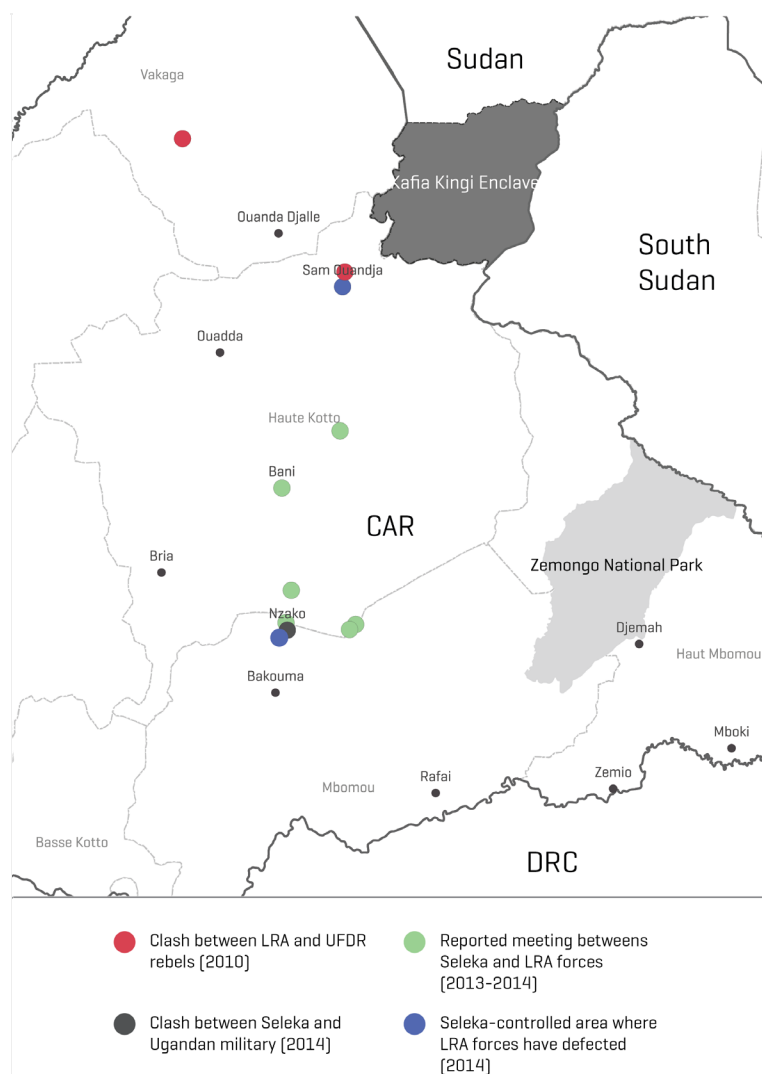 Sudan
Vakaga
Kafia Kingi Enclave
Ouanda Djalle
South
Sudan
Sam Ouandja
Ouadda
Haute Kotto
Bani
CAR
Bria
Zemongo National Park
Nzako
Djemah
Haut Mbomou
Bakouma
Mboki
Rafai
Zemio
Mbomou
Basse Kotto
DRC
Clash between LRA and UFDR
rebels (2010)
Reported meeting betweens
Seleka and LRA forces
(2013-2014)
Clash between Seleka and
Ugandan military (2014)
Seleka-controlled area where
LRA forces have defected
(2014)